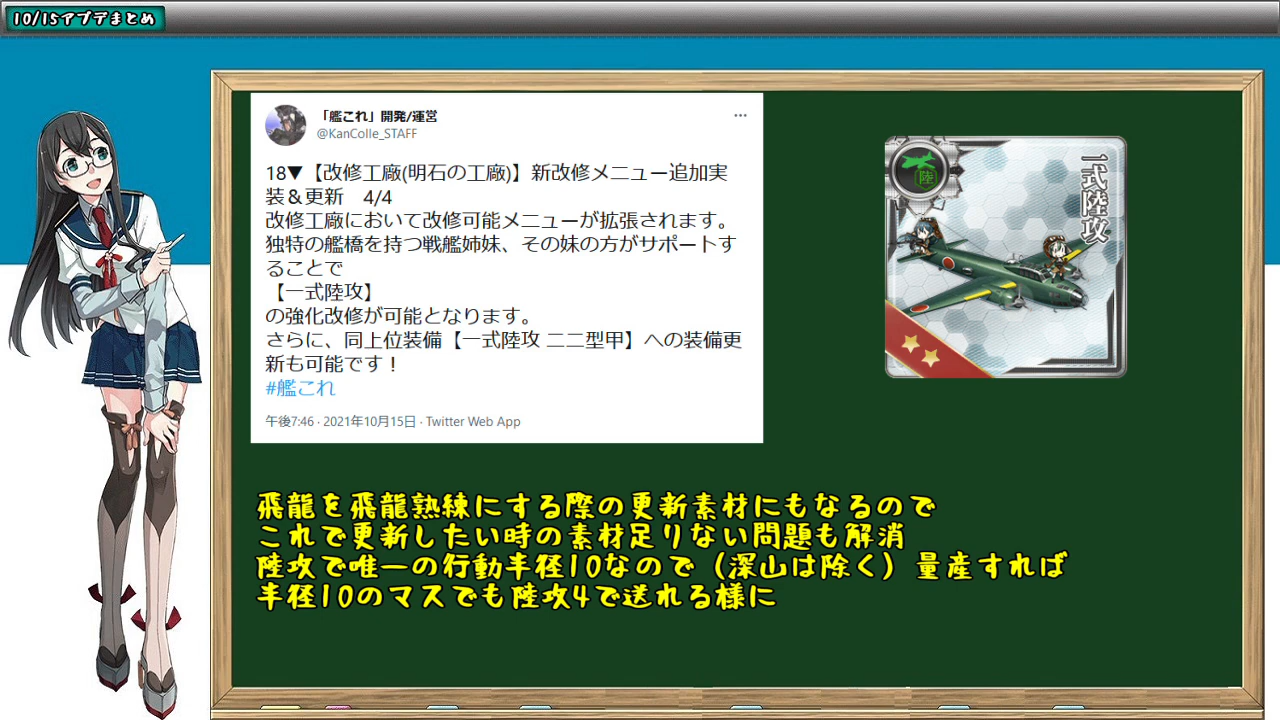 10/15アプデまとめ
「艦これ」開発/運営
@KanColle_STAFF
18▼【改修工廠(明石の工廠)】新改修メニュー追加実
装＆更新　4/4
改修工廠において改修可能メニューが拡張されます。
独特の艦橋を持つ戦艦姉妹、その妹の方がサポートす
ることで
【一式陸攻】
の強化改修が可能となります。
さらに、同上位装備【一式陸攻 二二型甲】への装備更
新も可能です！
#艦これ
午後7:46 · 2021年10月15日 · Twitter Web App
陸
一式陸攻
飛龍を飛龍熟練にする際の更新素材にもなるので
これで更新したい時の素材足りない問題も解消
陸攻で唯一の行動半径10なので（深山は除く）量産すれば
半径10のマスでも陸攻4で送れる様に